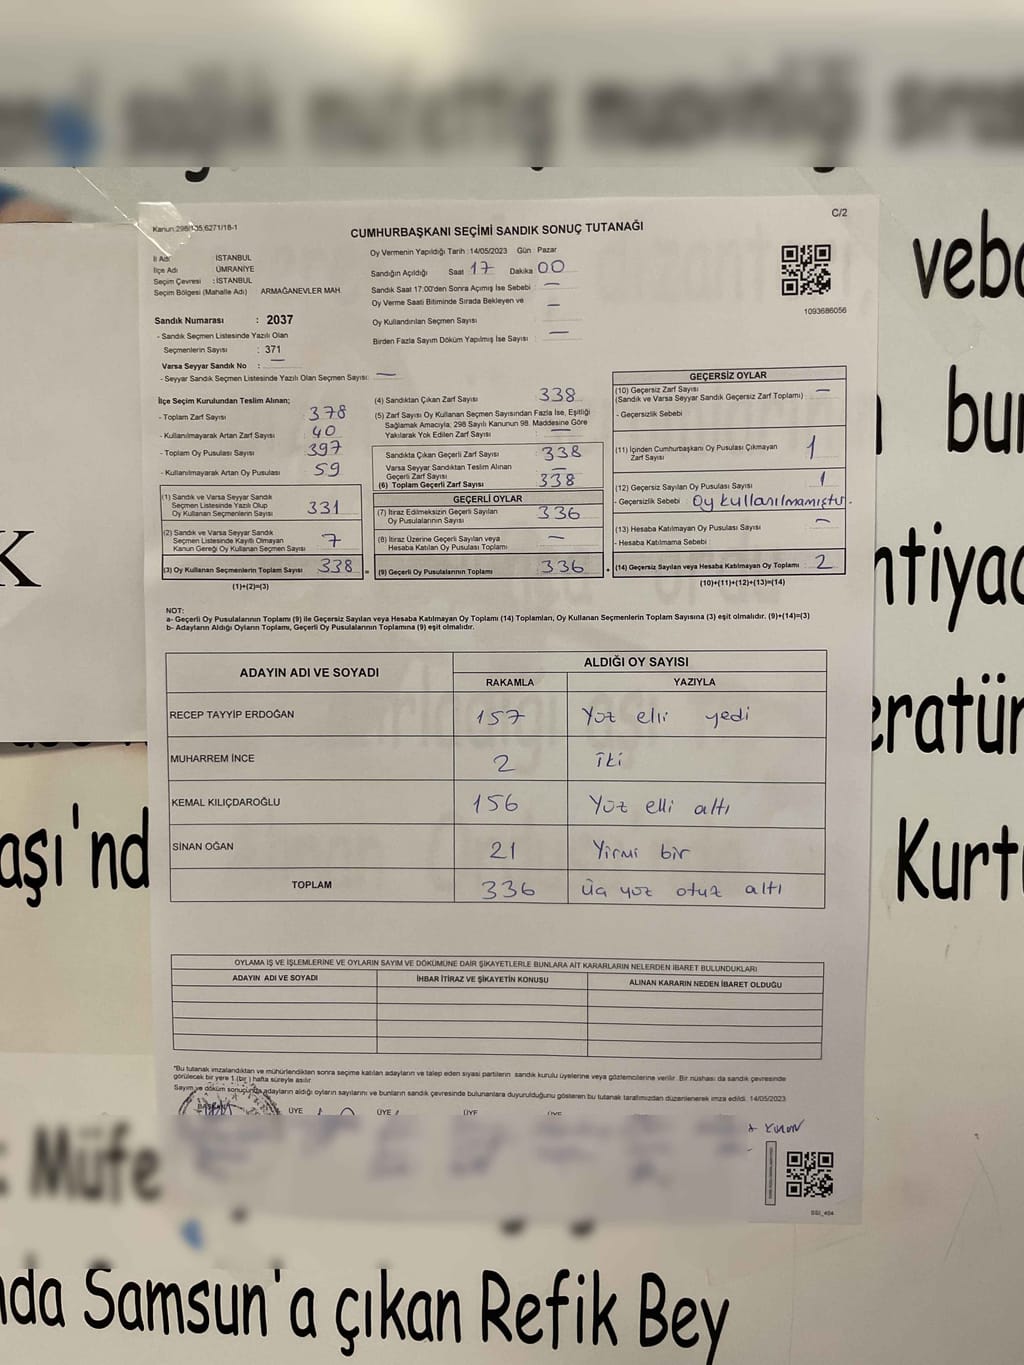 C/2
Kanun:298/105,6271/18-1
CUMHURBAŞKANI SEÇİMİ SANDIK SONUÇ TUTANAĞI
İl Adı : İSTANBUL
İlçe Adı : ÜMRANİYE
Seçim Çevresi : İSTANBUL
Seçim Bölgesi (Mahalle Adı) ARMAĞANEVLER MAH.
Oy Vermenin Yapıldığı Tarih :14/05/2023 Gün : Pazar
Sandığın Açıldığı Saat 17 Dakika 00
Sandık Saat 17:00'den Sonra Açımış İse Sebebi : —
Oy Verme Saati Bitiminde Sırada Bekleyen ve —
Oy Kullandırılan Seçmen Sayısı
Birden Fazla Sayım Döküm Yapılmış İse Sayısı : —
1093686056
Sandık Numarası : 2037
- Sandık Seçmen Listesinde Yazılı Olan
Seçmenlerin Sayısı : 371
Varsa Seyyar Sandık No : —
- Seyyar Sandık Seçmen Listesinde Yazılı Olan Seçmen Sayısı: —
İlçe Seçim Kurulundan Teslim Alınan;
- Toplam Zarf Sayısı 378
- Kullanılmayarak Artan Zarf Sayısı 40
- Toplam Oy Pusulası Sayısı 397
- Kullanılmayarak Artan Oy Pusulası 59
(1) Sandık ve Varsa Seyyar Sandık
Seçmen Listesinde Yazılı Olup
Oy Kullanan Seçmenlerin Sayısı 331
(2) Sandık ve Varsa Seyyar Sandık
Seçmen Listesinde Kayıtlı Olmayan
Kanun Gereği Oy Kullanan Seçmen Sayısı 7
(3) Oy Kullanan Seçmenlerin Toplam Sayısı 338 =
(1)+(2)=(3)
(4) Sandıktan Çıkan Zarf Sayısı 338
(5) Zarf Sayısı Oy Kullanan Seçmen Sayısından Fazla İse, Eşitliği
Sağlamak Amacıyla; 298 Sayılı Kanunun 98. Maddesine Göre
Yakılarak Yok Edilen Zarf Sayısı —
Sandıkta Çıkan Geçerli Zarf Sayısı 338
Varsa Seyyar Sandıktan Teslim Alınan
Geçerli Zarf Sayısı —
(6) Toplam Geçerli Zarf Sayısı 338
GEÇERLİ OYLAR
(7) İtiraz Edilmeksizin Geçerli Sayılan
Oy Pusulalarının Sayısı 336
(8) İtiraz Üzerine Geçerli Sayılan veya
Hesaba Katılan Oy Pusulası Toplamı —
(9) Geçerli Oy Pusulalarının Toplamı 336 +
GEÇERSİZ OYLAR
(10) Geçersiz Zarf Sayısı —
(Sandık ve Varsa Seyyar Sandık Geçersiz Zarf Toplamı)
- Geçersizlik Sebebi
(11) İçinden Cumhurbaşkanı Oy Pusulası Çıkmayan
Zarf Sayısı 1
(12) Geçersiz Sayılan Oy Pusulası Sayısı 1
- Geçersizlik Sebebi Oy kullanılmamıştır.
(13) Hesaba Katılmayan Oy Pusulası Sayısı —
- Hesaba Katılmama Sebebi :
(14) Geçersiz Sayılan veya Hesaba Katılmayan Oy Toplamı 2
(10)+(11)+(12)+(13)=(14)
NOT:
a- Geçerli Oy Pusulalarının Toplamı (9) ile Geçersiz Sayılan veya Hesaba Katılmayan Oy Toplamı (14) Toplamları, Oy Kullanan Seçmenlerin Toplam Sayısına (3) eşit olmalıdır. (9)+(14)=(3)
b- Adayların Aldığı Oyların Toplamı, Geçerli Oy Pusulalarının Toplamına (9) eşit olmalıdır.
ADAYIN ADI VE SOYADI ALDIĞI OY SAYISI
RAKAMLA YAZIYLA
RECEP TAYYİP ERDOĞAN 157 Yüz elli yedi
MUHARREM İNCE 2 İki
KEMAL KILIÇDAROĞLU 156 Yüz elli altı
SİNAN OĞAN 21 Yirmi bir
TOPLAM 336 Üç yüz otuz altı
OYLAMA İŞ VE İŞLEMLERİNE VE OYLARIN SAYIM VE DÖKÜMÜNE DAİR ŞİKAYETLERLE BUNLARA AİT KARARLARIN NELERDEN İBARET BULUNDUKLARI
ADAYIN ADI VE SOYADI İHBAR İTİRAZ VE ŞİKAYETİN KONUSU ALINAN KARARIN NEDEN İBARET OLDUĞU
*Bu tutanak imzalandıktan ve mühürlendikten sonra seçime katılan adayların ve talep eden siyasi partilerin sandık kurulu üyelerine veya gözlemcilerine verilir. Bir nüshası da sandık çevresinde
görülecek bir yere 1 (bir) hafta süreyle asılır.
Sayım ve döküm sonuçunda adayların aldığı oyların sayılarını ve bunların sandık çevresinde bulunanlara duyurulduğunu gösteren bu tutanak tarafımızdan düzenlenerek imza edildi. 14/05/2023
BAŞKAN ÜYE ÜYE ÜYE ÜYE
SSI_404
K
aşı'nd
Müfe
veba
bur
ntiyaç
eratür
Kurtu
nda Samsun'a çıkan Refik Bey